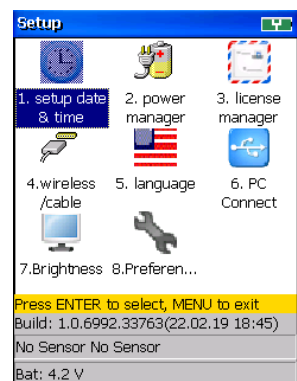 Setup
1. setup date
& time
2. power
manager
3. license
manager
4.wireless
/cable
5. language
6. PC
Connect
7.Brightness
8.Preferen...
Press ENTER to select, MENU to exit
Build: 1.0.6992.33763(22.02.19 18:45)
No Sensor No Sensor
Bat: 4.2 V